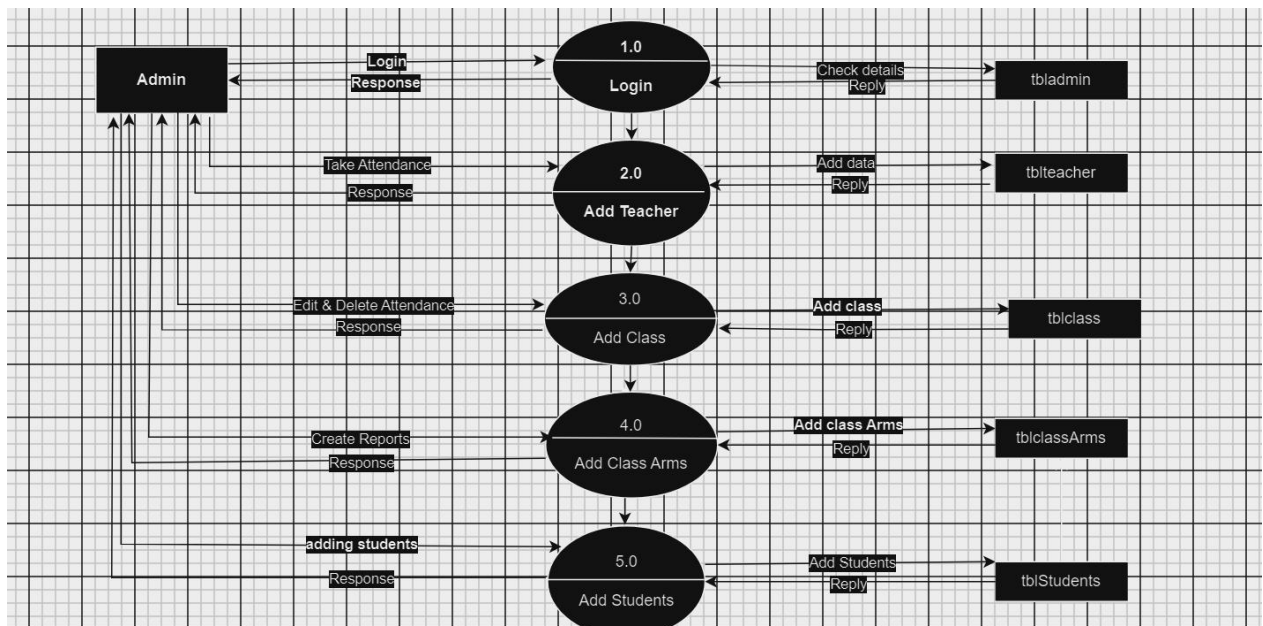 Admin
Login
Response
1.0
Login
Check details
Reply
tbladmin
Take Attendance
Response
2.0
Add Teacher
Add data
Reply
tblteacher
Edit & Delete Attendance
Response
3.0
Add Class
Add class
Reply
tblclass
Create Reports
Response
4.0
Add Class Arms
Add class Arms
Reply
tblclassArms
adding students
Response
5.0
Add Students
Add Students
Reply
tblStudents